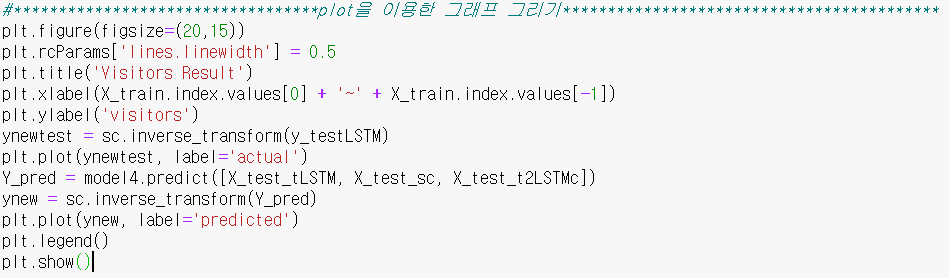 #**********************************plot을 이용한 그래프 그리기******************************************
plt.figure(figsize=(20,15))
plt.rcParams['lines.linewidth'] = 0.5
plt.title('Visitors Result')
plt.xlabel(X_train.index.values[0] + '~' + X_train.index.values[-1])
plt.ylabel('visitors')
ynewtest = sc.inverse_transform(y_testLSTM)
plt.plot(ynewtest, label='actual')
Y_pred = model4.predict([X_test_tLSTM, X_test_sc, X_test_t2LSTMc])
ynew = sc.inverse_transform(Y_pred)
plt.plot(ynew, label='predicted')
plt.legend()
plt.show()